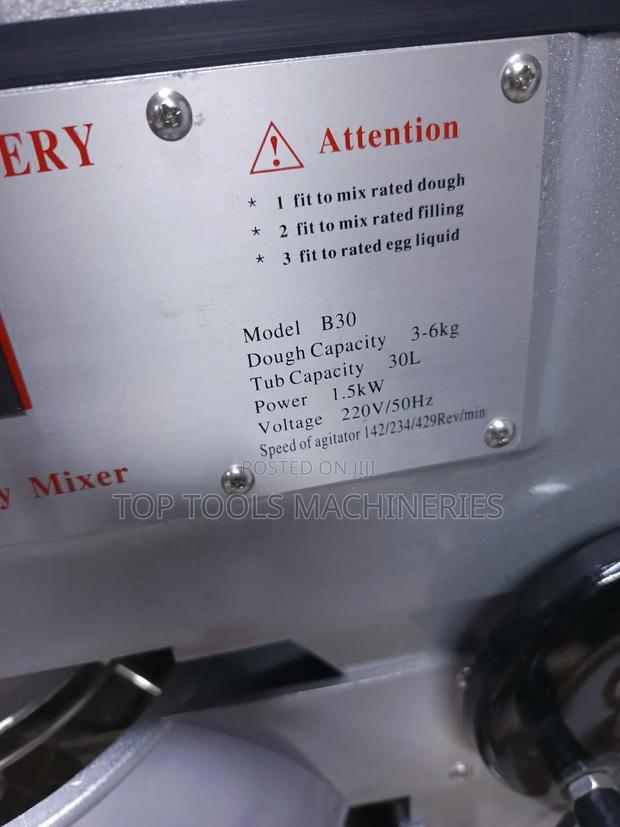 ERY
Attention
* 1 fit to mix rated dough
* 2 fit to mix rated filling
* 3 fit to rated egg liquid
Model B30
Dough Capacity 3-6kg
Tub Capacity 30L
Power 1.5kW
Voltage 220V/50Hz
Speed of agitator 142/234/429Rev/min
y Mixer
POSTED ON JIJI
TOP TOOLS MACHINERIES